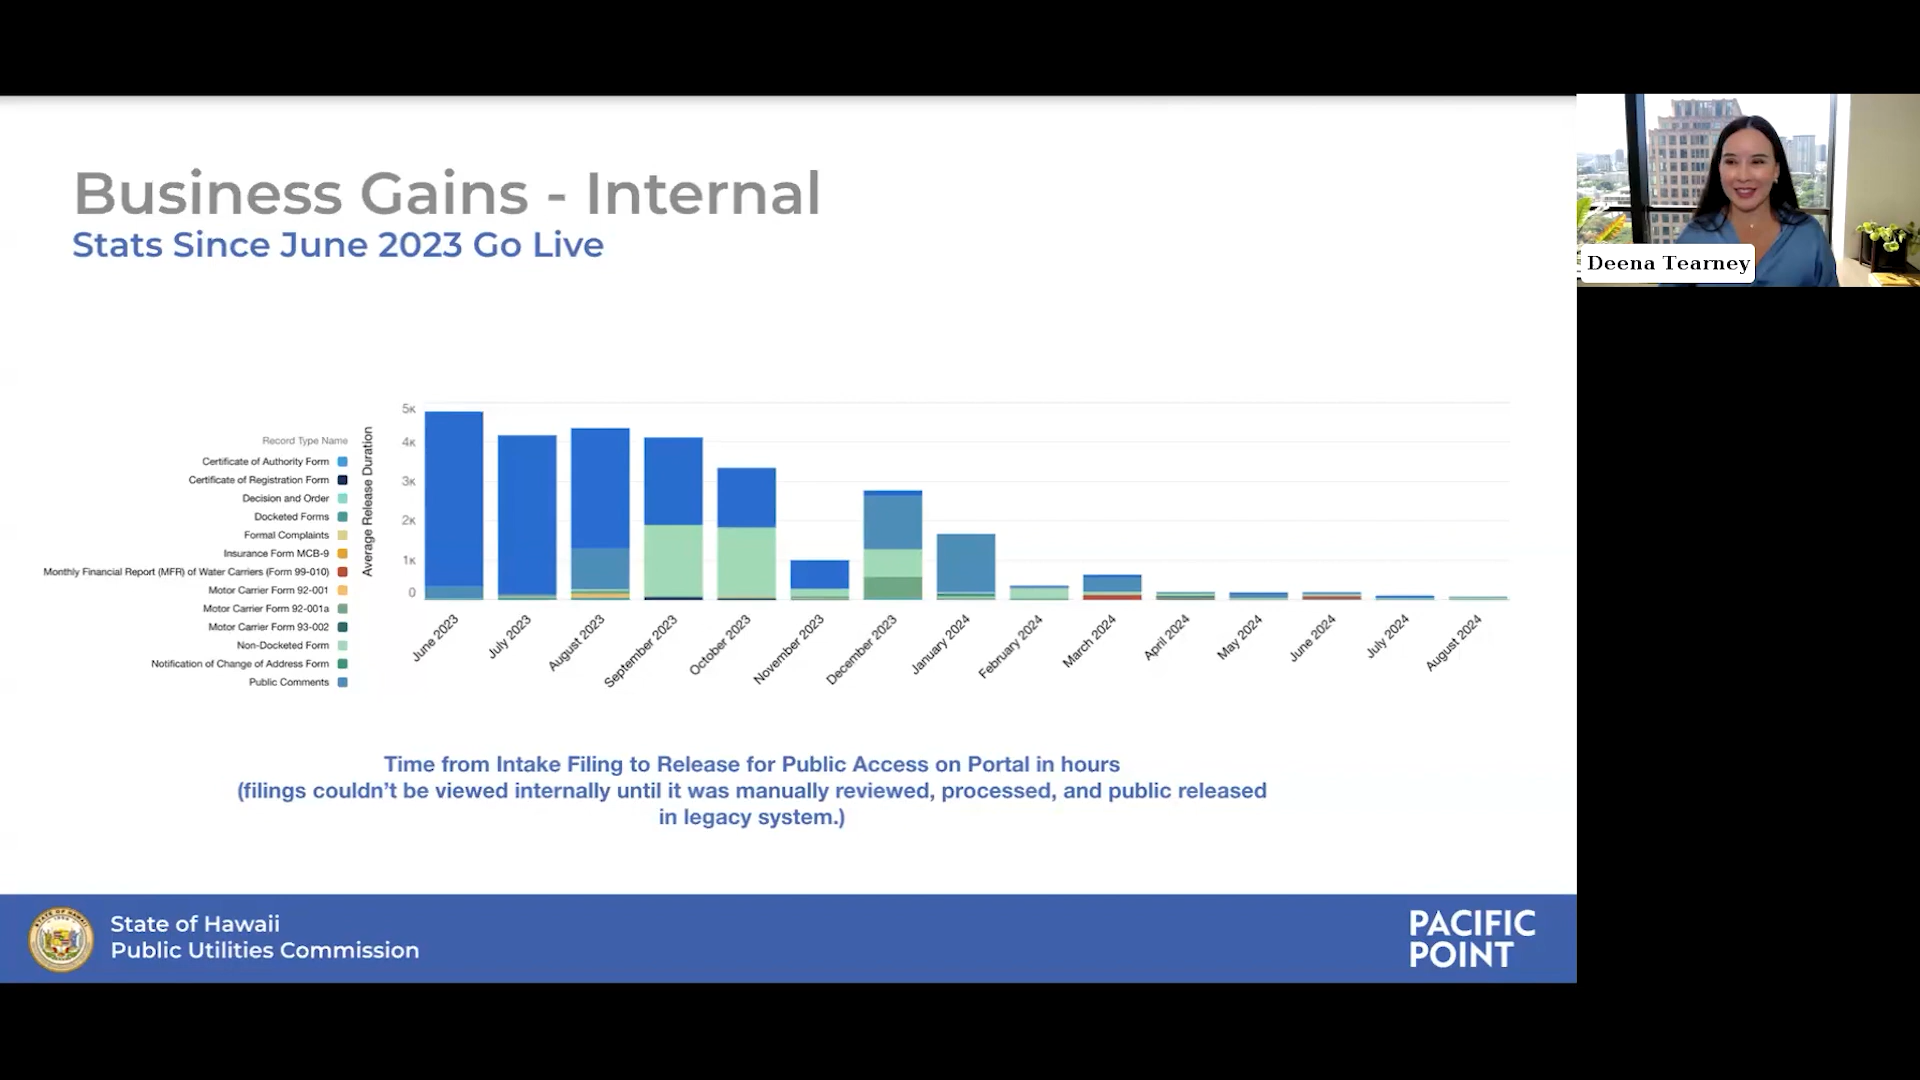 Business Gains - Internal
Stats Since June 2023 Go Live
Deena Tearney
Record Type Name
Certificate of Authority Form
Certificate of Registration Form
Decision and Order
Docketed Forms
Formal Complaints
Insurance Form MCB-9
Monthly Financial Report (MFR) of Water Carriers (Form 99-010)
Motor Carrier Form 92-001
Motor Carrier Form 92-001a
Motor Carrier Form 93-002
Non-Docketed Form
Notification of Change of Address Form
Public Comments
Average Release Duration
5K
4K
3K
2K
1K
0
June 2023
July 2023
August 2023
September 2023
October 2023
November 2023
December 2023
January 2024
February 2024
March 2024
April 2024
May 2024
June 2024
July 2024
August 2024
Time from Intake Filing to Release for Public Access on Portal in hours
(filings couldn't be viewed internally until it was manually reviewed, processed, and public released
in legacy system.)
State of Hawaii
Public Utilities Commission
PACIFIC
POINT